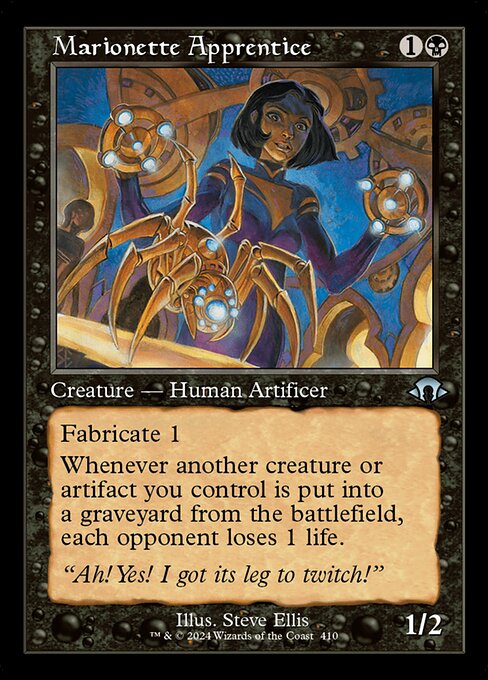 Marionette Apprentice 1
Creature — Human Artificer
Fabricate 1
Whenever another creature or
artifact you control is put into
a graveyard from the battlefield,
each opponent loses 1 life.
“Ah! Yes! I got its leg to twitch!”
Illus. Steve Ellis
™ & © 2024 Wizards of the Coast 410
1/2